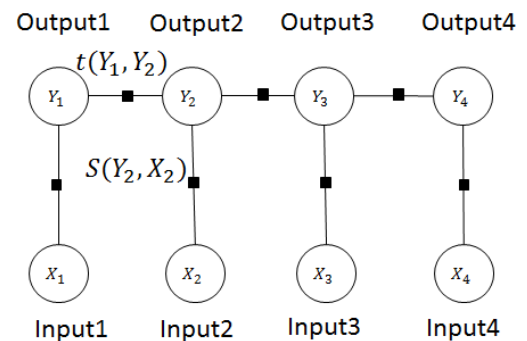 Output1 Output2 Output3 Output4
t(Y₁, Y₂)
Y₁ Y₂ Y₃ Y₄
S(Y₂, X₂)
X₁ X₂ X₃ X₄
Input1 Input2 Input3 Input4